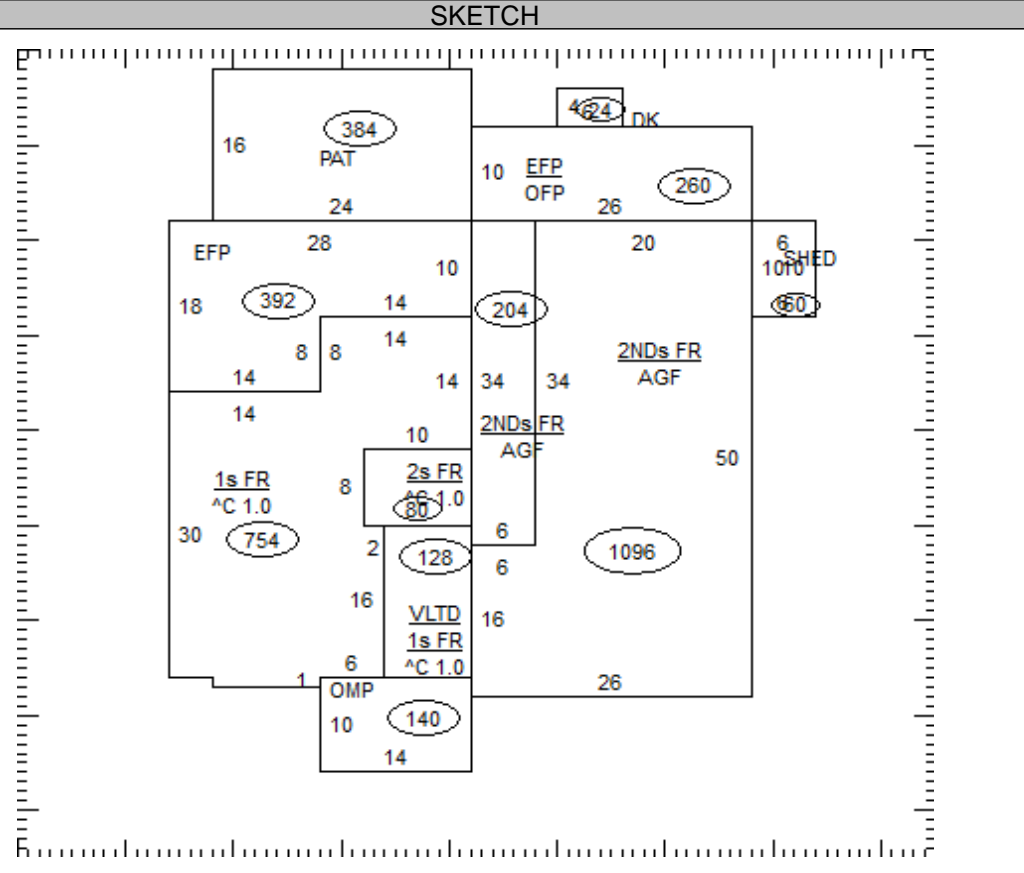 SKETCH
4 6 24 DK
384
16
PAT
24
10 EFP
OFP
260
26
EFP
28
10
18
392
14
14
8 8
14
14
204
20
6
SHED
10 10
60
2NDs FR
AGF
14 34 34
2NDs FR
AGF
50
10
8
2s FR
^C 1.0
80
1s FR
^C 1.0
30
754
2
128
6
6
1096
16
VLTD
1s FR
^C 1.0
16
6
1
26
OMP
10
140
14